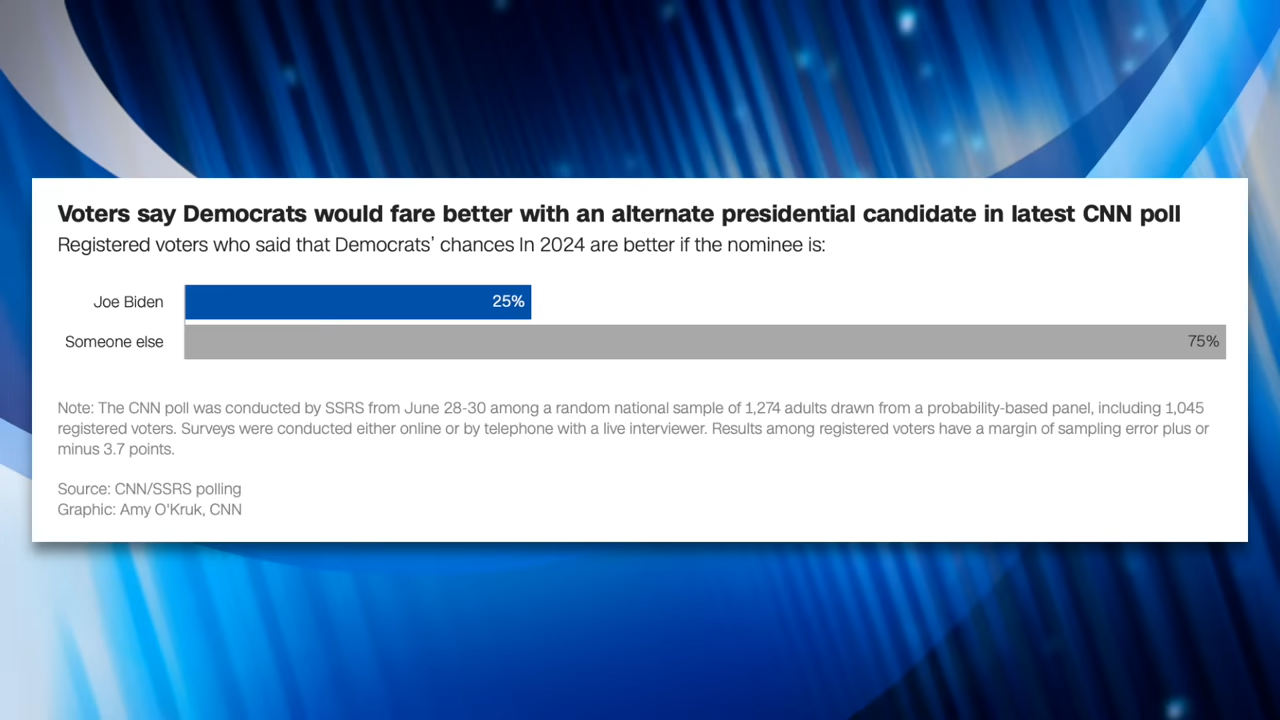 Voters say Democrats would fare better with an alternate presidential candidate in latest CNN poll
Registered voters who said that Democrats’ chances In 2024 are better if the nominee is:
Joe Biden 25%
Someone else 75%
Note: The CNN poll was conducted by SSRS from June 28-30 among a random national sample of 1,274 adults drawn from a probability-based panel, including 1,045
registered voters. Surveys were conducted either online or by telephone with a live interviewer. Results among registered voters have a margin of sampling error plus or
minus 3.7 points.
Source: CNN/SSRS polling
Graphic: Amy O'Kruk, CNN